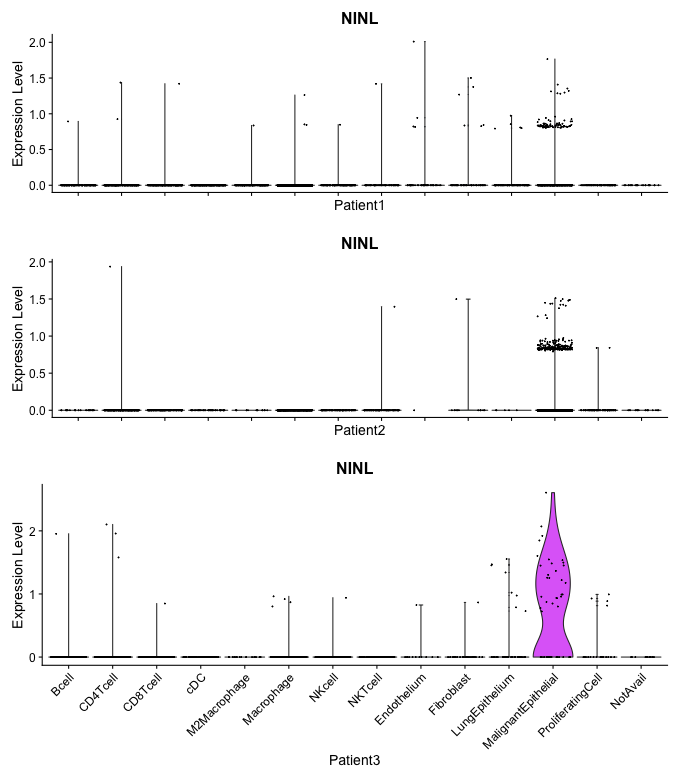 NINL
Expression Level
2.0
1.5
1.0
0.5
0.0
Patient1
NINL
Expression Level
2.0
1.5
1.0
0.5
0.0
Patient2
NINL
Expression Level
2
1
0
Bcell
CD4Tcell
CD8Tcell
cDC
M2Macrophage
Macrophage
NKcell
NKTcell
Endothelium
Fibroblast
LungEpithelium
MalignantEpithelial
ProliferatingCell
NotAvail
Patient3